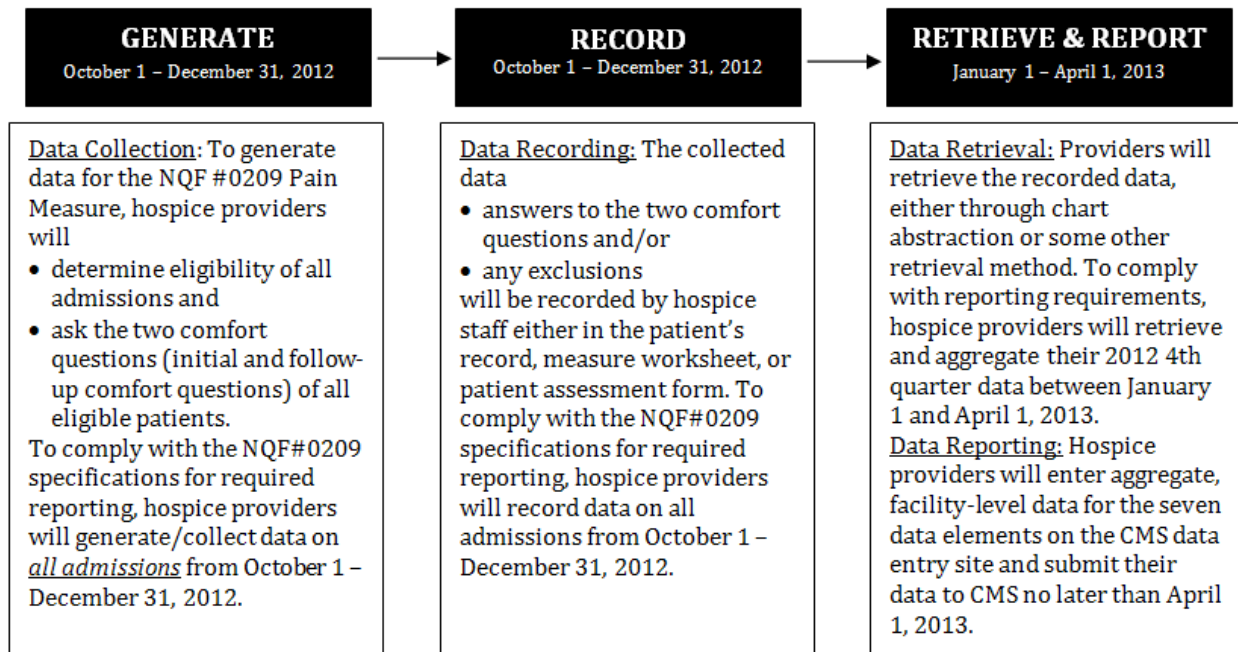 GENERATE
October 1 – December 31, 2012
RECORD
October 1 – December 31, 2012
RETRIEVE & REPORT
January 1 – April 1, 2013
Data Collection: To generate
data for the NQF #0209 Pain
Measure, hospice providers
will
• determine eligibility of all
admissions and
• ask the two comfort
questions (initial and follow-
up comfort questions) of all
eligible patients.
To comply with the NQF#0209
specifications for required
reporting, hospice providers
will generate/collect data on
all admissions from October 1 –
December 31, 2012.
Data Recording: The collected
data
• answers to the two comfort
questions and/or
• any exclusions
will be recorded by hospice
staff either in the patient's
record, measure worksheet, or
patient assessment form. To
comply with the NQF#0209
specifications for required
reporting, hospice providers
will record data on all
admissions from October 1 –
December 31, 2012.
Data Retrieval: Providers will
retrieve the recorded data,
either through chart
abstraction or some other
retrieval method. To comply
with reporting requirements,
hospice providers will retrieve
and aggregate their 2012 4th
quarter data between January
1 and April 1, 2013.
Data Reporting: Hospice
providers will enter aggregate,
facility-level data for the seven
data elements on the CMS data
entry site and submit their
data to CMS no later than April
1, 2013.